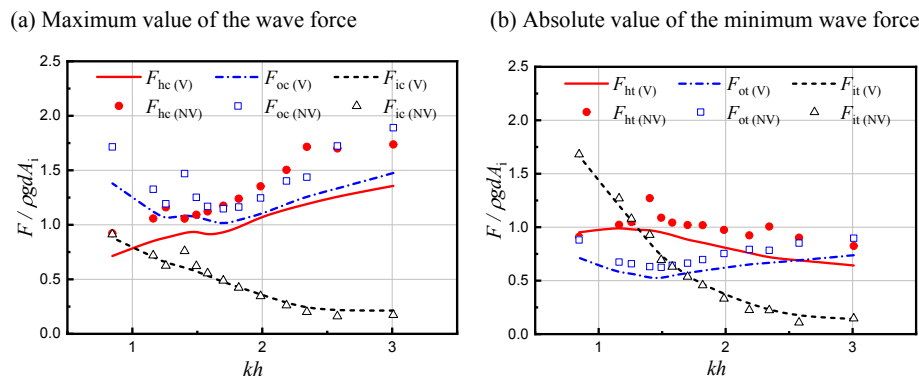 (a) Maximum value of the wave force
2.5
2.0
1.5
1.0
0.5
0.0
F / ρgdA_i
F_hc (V) F_oc (V) F_ic (V)
F_hc (NV) F_oc (NV) F_ic (NV)
1 2 3
kh
(b) Absolute value of the minimum wave force
2.5
2.0
1.5
1.0
0.5
0.0
F / ρgdA_i
F_ht (V) F_ot (V) F_it (V)
F_ht (NV) F_ot (NV) F_it (NV)
1 2 3
kh